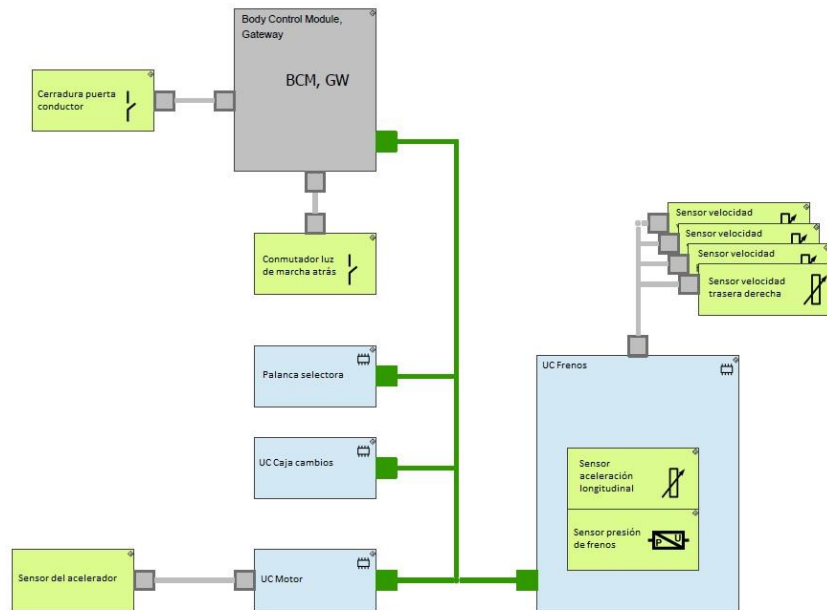 Body Control Module,
Gateway
BCM, GW
Cerradura puerta
conductor
Conmutador luz
de marcha atrás
Sensor velocidad
Sensor velocidad
Sensor velocidad
Sensor velocidad
trasera derecha
Palanca selectora
UC Frenos
UC Caja cambios
Sensor
aceleración
longitudinal
Sensor presión
de frenos
P U
Sensor del acelerador
UC Motor